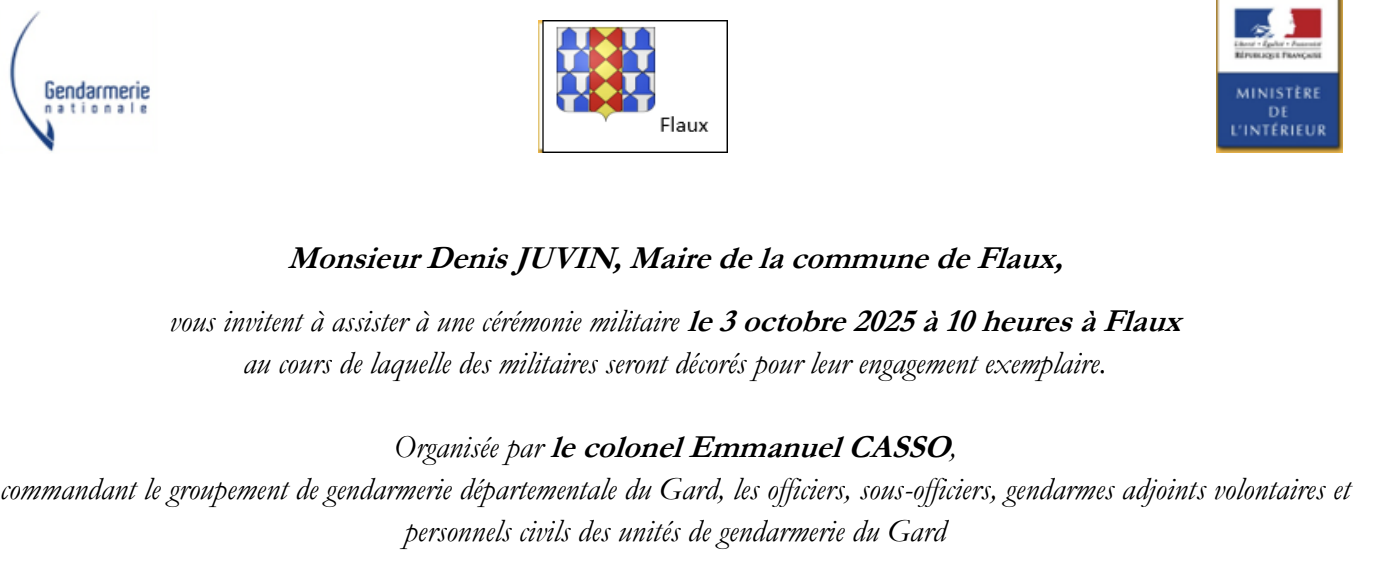 Gendarmerie
nationale
Flaux
Liberté • Égalité • Fraternité
RÉPUBLIQUE FRANÇAISE
MINISTÈRE
DE
L'INTÉRIEUR
Monsieur Denis JUVIN, Maire de la commune de Flaux,
vous invitent à assister à une cérémonie militaire le 3 octobre 2025 à 10 heures à Flaux
au cours de laquelle des militaires seront décorés pour leur engagement exemplaire.
Organisée par le colonel Emmanuel CASSO,
commandant le groupement de gendarmerie départementale du Gard, les officiers, sous-officiers, gendarmes adjoints volontaires et
personnels civils des unités de gendarmerie du Gard